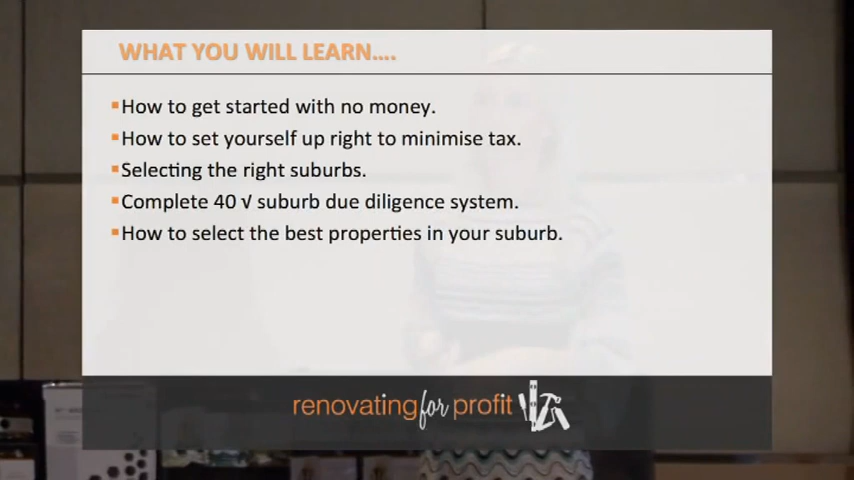 WHAT YOU WILL LEARN....
▪How to get started with no money.
▪How to set yourself up right to minimise tax.
▪Selecting the right suburbs.
▪Complete 40 √ suburb due diligence system.
▪How to select the best properties in your suburb.
renovating for profit